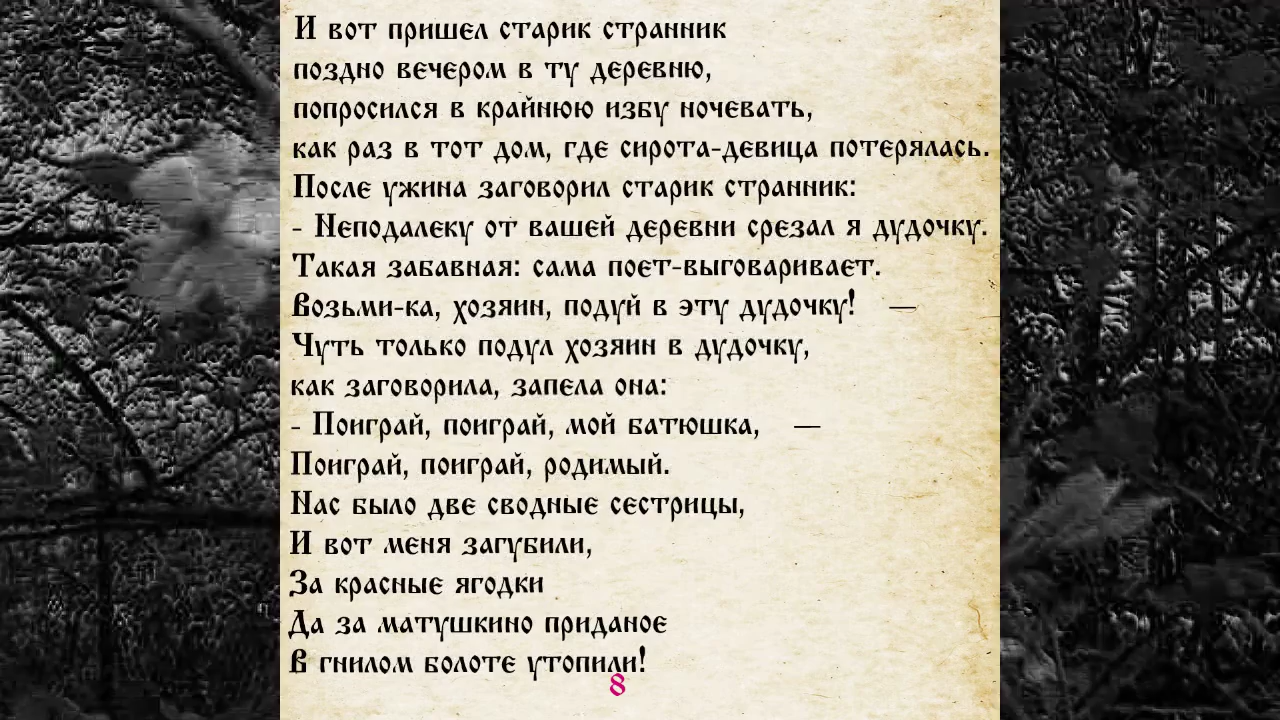 И вот пришел старик странник
поздно вечером в ту деревню,
попросился в крайнюю избу ночевать,
как раз в тот дом, где сирота-девица потерялась.
После ужина заговорил старик странник:
- Неподалеку от вашей деревни срезал я дудочку.
Такая забавная: сама поет-выговаривает.
Возьми-ка, хозяин, подуй в эту дудочку! —
Чуть только подул хозяин в дудочку,
как заговорила, запела она:
- Поиграй, поиграй, мой батюшка, —
Поиграй, поиграй, родимый.
Нас было две сводные сестрицы,
И вот меня загубили,
За красные ягодки
Да за матушкино приданое
В гнилом болоте утопили!
8